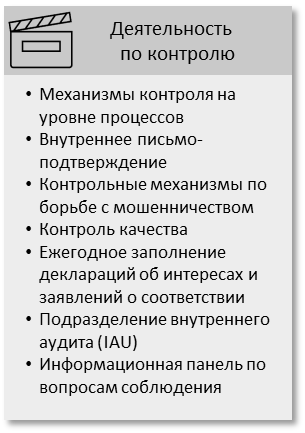 Деятельность
по контролю
• Механизмы контроля на
уровне процессов
• Внутреннее письмо-
подтверждение
• Контрольные механизмы по
борьбе с мошенничеством
• Контроль качества
• Ежегодное заполнение
деклараций об интересах и
заявлений о соответствии
• Подразделение внутреннего
аудита (IAU)
• Информационная панель по
вопросам соблюдения